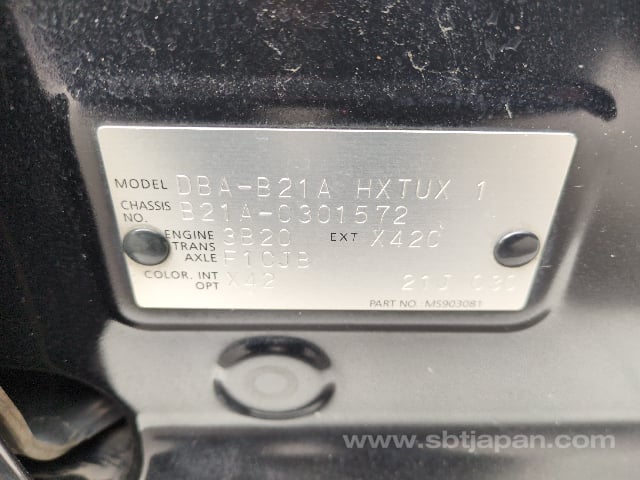 MODEL DBA-B21A HXTUX 1
CHASSIS NO. B21A-0301572
ENGINE 3B20 EXT X42C
TRANS AXLE F1CJB
COLOR. INT X42
OPT 21J 030
PART NO.: MS903081
www.sbtjapan.com